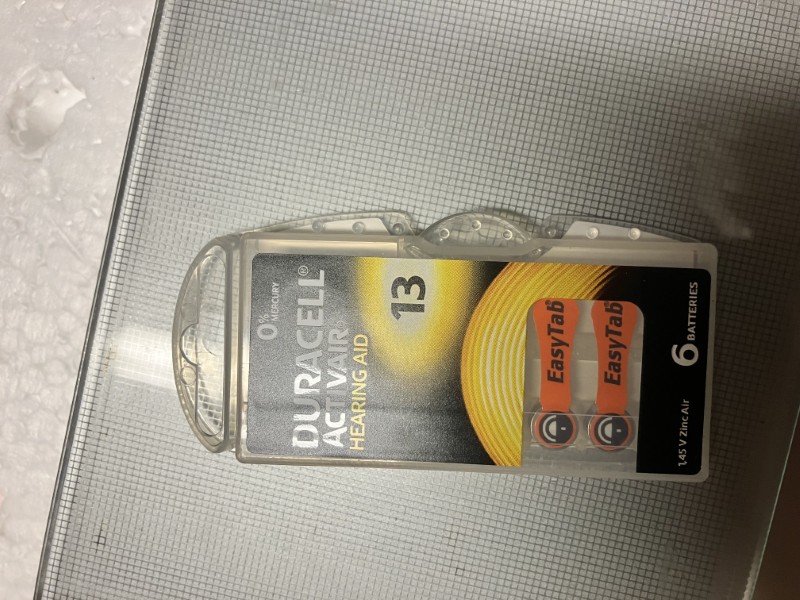 0% MERCURY
DURACELL®
ACTIVAIR®
HEARING AID
13
EasyTab
EasyTab
1,45 V Zinc Air
6 BATTERIES